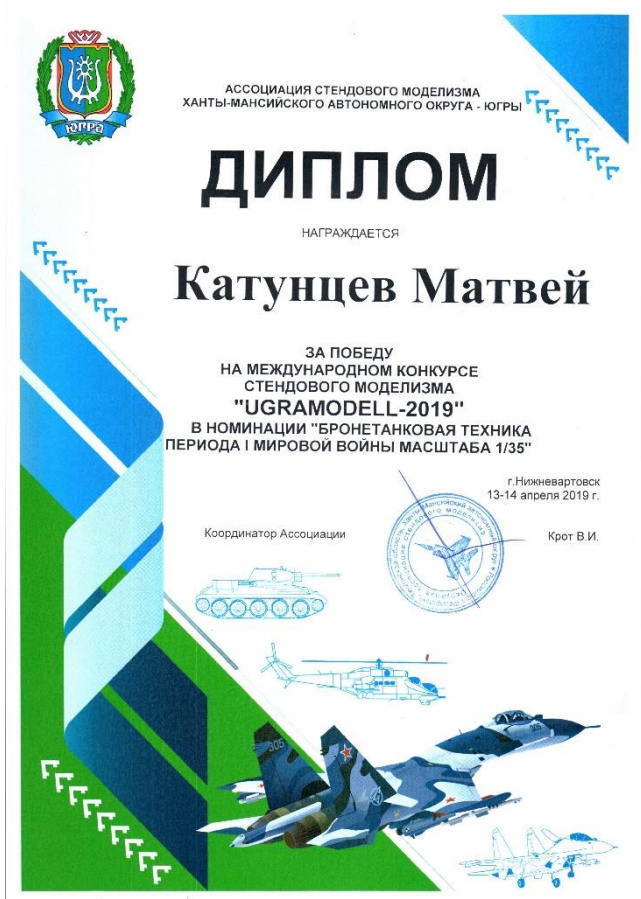 ЮГРА
АССОЦИАЦИЯ СТЕНДОВОГО МОДЕЛИЗМА
ХАНТЫ-МАНСИЙСКОГО АВТОНОМНОГО ОКРУГА - ЮГРЫ
ДИПЛОМ
НАГРАЖДАЕТСЯ
Катунцев Матвей
ЗА ПОБЕДУ
НА МЕЖДУНАРОДНОМ КОНКУРСЕ
СТЕНДОВОГО МОДЕЛИЗМА
"UGRAMODELL-2019"
В НОМИНАЦИИ "БРОНЕТАНКОВАЯ ТЕХНИКА
ПЕРИОДА I МИРОВОЙ ВОЙНЫ МАСШТАБА 1/35"
г.Нижневартовск
13-14 апреля 2019 г.
Координатор Ассоциации
Крот В.И.
305
305